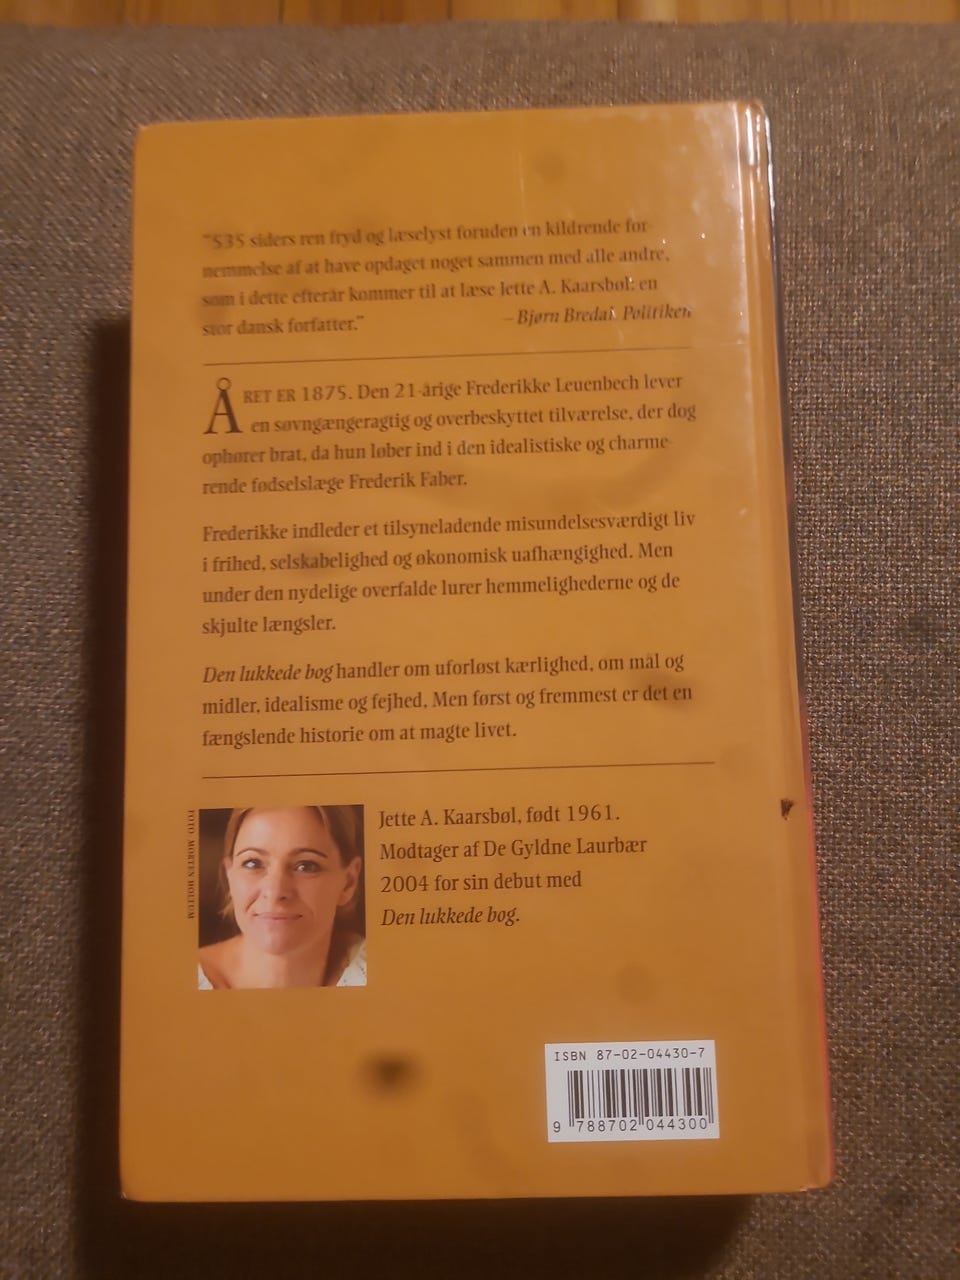 "535 siders ren fryd og læselyst foruden en kildrende for-
nemmelse af at have opdaget noget sammen med alle andre,
som i dette efterår kommer til at læse Jette A. Kaarsbøl: en
stor dansk forfatter." – Bjørn Bredal, Politiken
ÅRET ER 1875. Den 21-årige Frederikke Leuenbech lever
en søvngængeragtig og overbeskyttet tilværelse, der dog
ophører brat, da hun løber ind i den idealistiske og charme-
rende fødselslæge Frederik Faber.
Frederikke indleder et tilsyneladende misundelsesværdigt liv
i frihed, selskabelighed og økonomisk uafhængighed. Men
under den nydelige overfalde lurer hemmelighederne og de
skjulte længsler.
Den lukkede bog handler om uforløst kærlighed, om mål og
midler, idealisme og fejhed. Men først og fremmest er det en
fængslende historie om at magte livet.
FOTO: MORTEN HOLTUM
Jette A. Kaarsbøl, født 1961.
Modtager af De Gyldne Laurbær
2004 for sin debut med
Den lukkede bog.
ISBN 87-02-04430-7
9 788702 044300